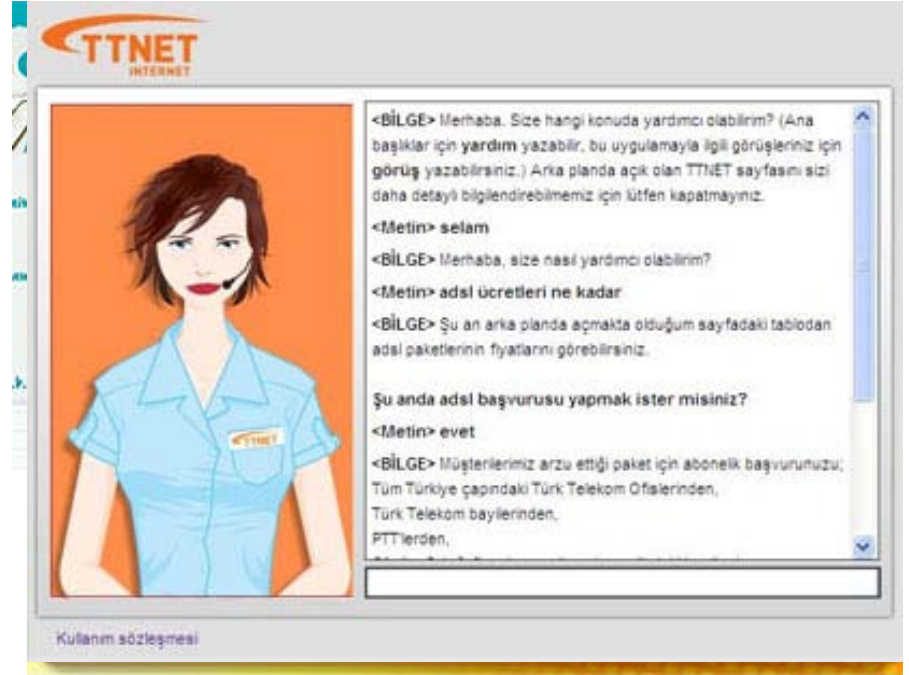 TTNET
INTERNET
<BİLGE> Merhaba. Size hangi konuda yardımcı olabilirim? (Ana
başlıklar için yardım yazabilir, bu uygulamayla ilgili görüşleriniz için
görüş yazabilirsiniz.) Arka planda açık olan TTNET sayfasını sizi
daha detaylı bilgilendirebilmemiz için lütfen kapatmayınız.
<Metin> selam
<BİLGE> Merhaba, size nasıl yardımcı olabilirim?
<Metin> adsl ücretleri ne kadar
<BİLGE> Şu an arka planda açmakta olduğum sayfadaki tablodan
adsl paketlerinin fiyatlarını görebilirsiniz.
Şu anda adsl başvurusu yapmak ister misiniz?
<Metin> evet
<BİLGE> Müşterilerimiz arzu ettiği paket için abonelik başvurunuzu;
Tüm Türkiye çapındaki Türk Telekom Ofislerinden,
Türk Telekom bayilerinden,
PTT'lerden,
TTNET
Kullanım sözleşmesi